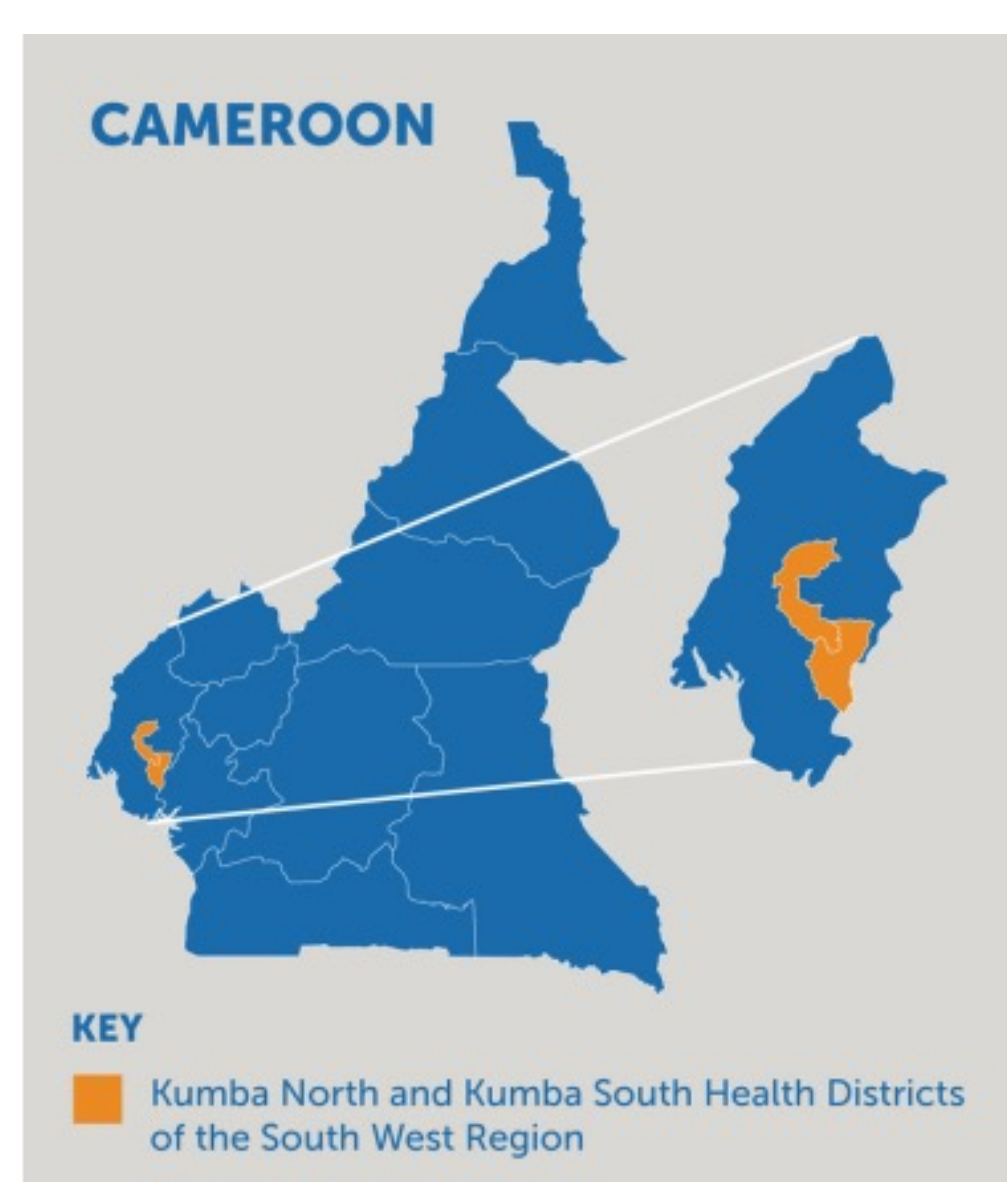 CAMEROON
KEY
Kumba North and Kumba South Health Districts
of the South West Region